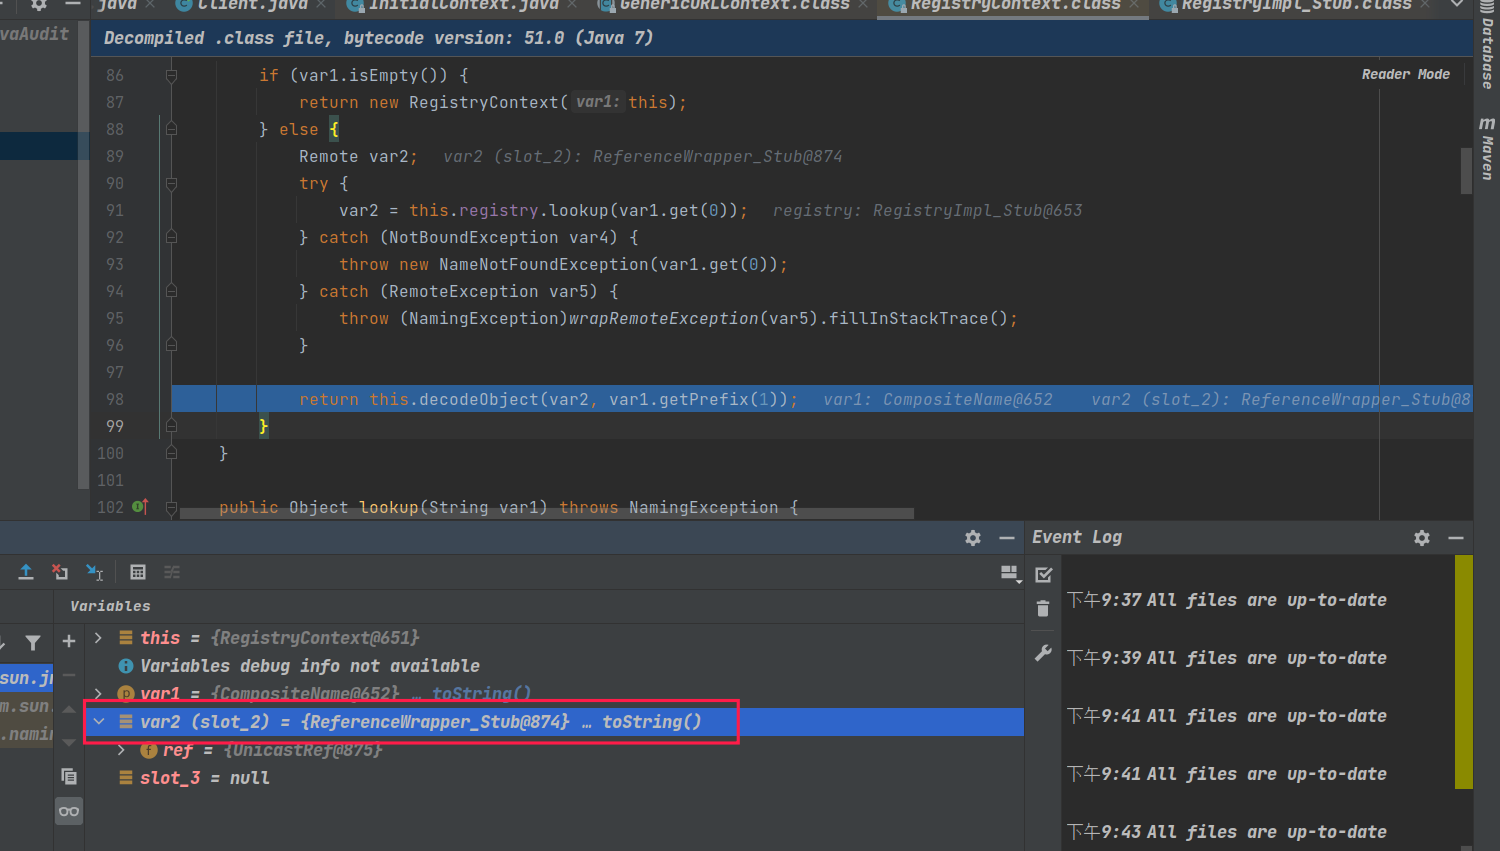 java Client.java InitialContext.java GenericURLContext.class RegistryContext.class RegistryImpl_Stub.class
vaAudit
Decompiled .class file, bytecode version: 51.0 (Java 7)
Reader Mode
Database
Maven
86 if (var1.isEmpty()) {
87 return new RegistryContext( var1: this);
88 } else {
89 Remote var2; var2 (slot_2): ReferenceWrapper_Stub@874
90 try {
91 var2 = this.registry.lookup(var1.get(0)); registry: RegistryImpl_Stub@653
92 } catch (NotBoundException var4) {
93 throw new NameNotFoundException(var1.get(0));
94 } catch (RemoteException var5) {
95 throw (NamingException)wrapRemoteException(var5).fillInStackTrace();
96 }
97
98 return this.decodeObject(var2, var1.getPrefix(1)); var1: CompositeName@652 var2 (slot_2): ReferenceWrapper_Stub@8
99 }
100 }
101
102 public Object lookup(String var1) throws NamingException {
Variables
this = {RegistryContext@651}
Variables debug info not available
var1 = {CompositeName@652} … toString()
var2 (slot_2) = {ReferenceWrapper_Stub@874} … toString()
ref = {UnicastRef@875}
slot_3 = null
sun.jn
m.sun.
.namin
Event Log
下午9:37 All files are up-to-date
下午9:39 All files are up-to-date
下午9:41 All files are up-to-date
下午9:41 All files are up-to-date
下午9:43 All files are up-to-date